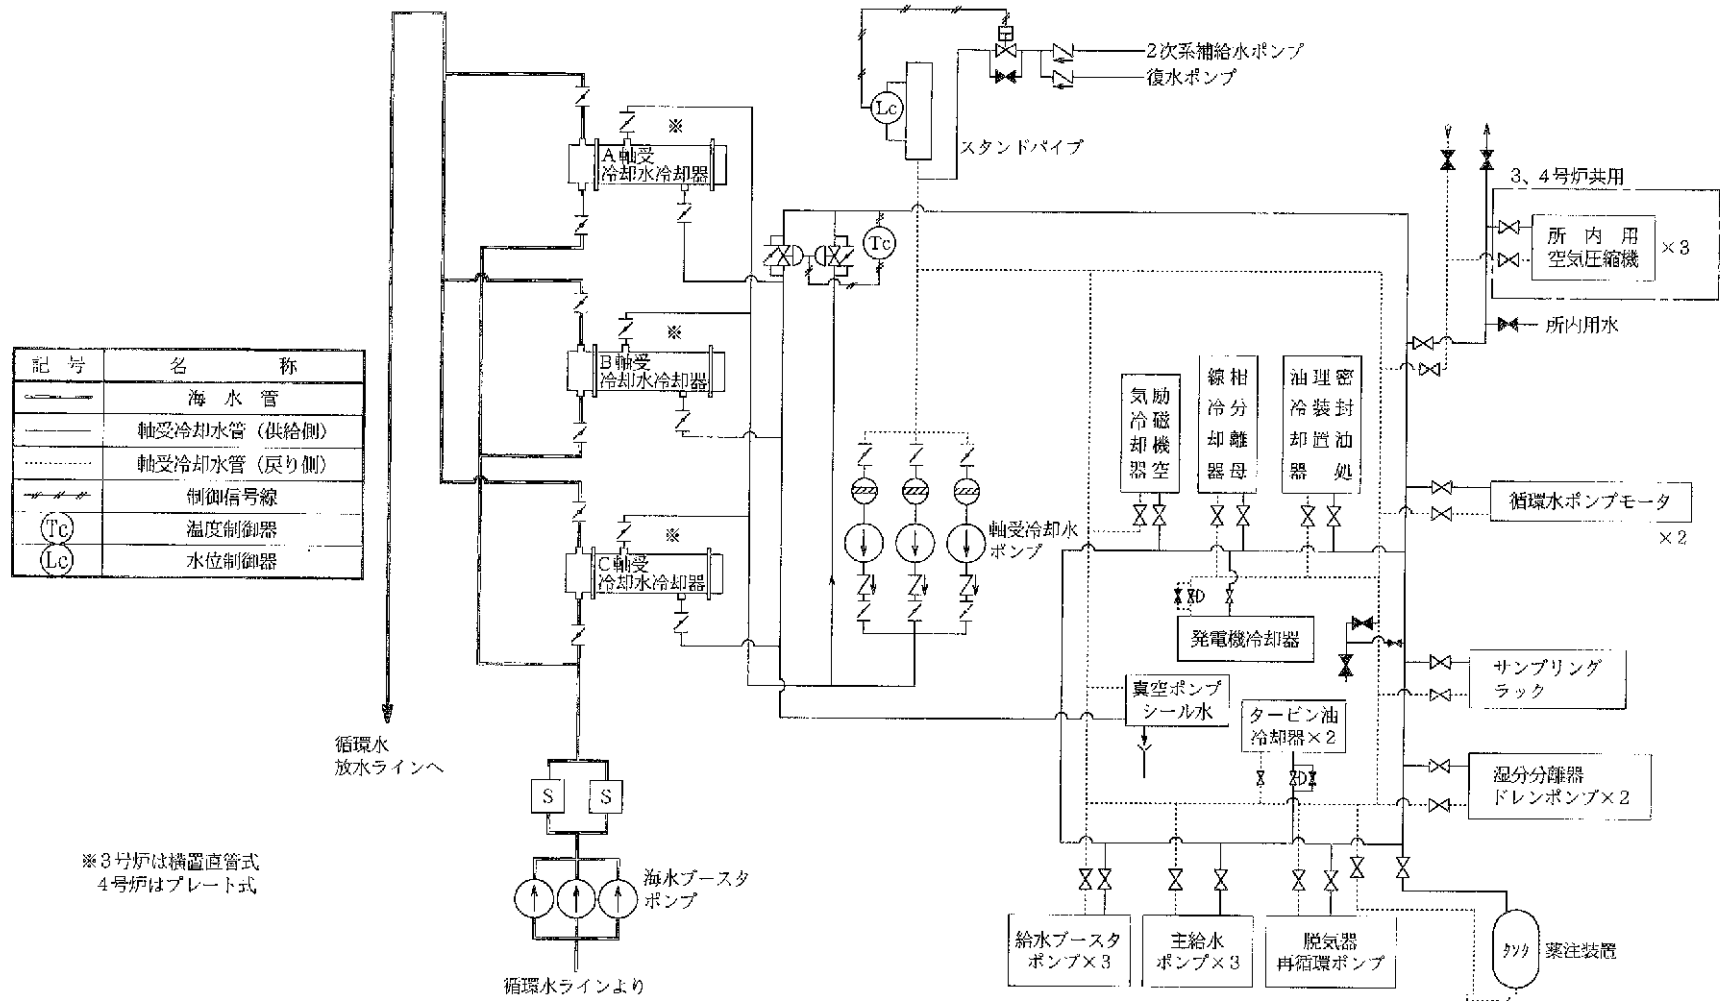 2次系補給水ポンプ
復水ポンプ
Lc
スタンドパイプ
※
A軸受
冷却水冷却器
3、4号炉共用
所内用
空気圧縮機
×3
Tc
所内用水
※
B軸受
冷却水冷却器
記号 名称
海水管
軸受冷却水管（供給側）
軸受冷却水管（戻り側）
制御信号線
Tc 温度制御器
Lc 水位制御器
励磁機空
気冷却器
相分離母
線冷却器
密封油処
理装置
油冷却器
循環水ポンプモータ
×2
軸受冷却水
ポンプ
※
C軸受
冷却水冷却器
発電機冷却器
サンプリング
ラック
真空ポンプ
シール水
タービン油
冷却器×2
循環水
放水ラインへ
S S
湿分分離器
ドレンポンプ×2
※3号炉は横置直管式
4号炉はプレート式
海水ブースタ
ポンプ
循環水ラインより
給水ブースタ
ポンプ×3
主給水
ポンプ×3
脱気器
再循環ポンプ
タンク
薬注装置